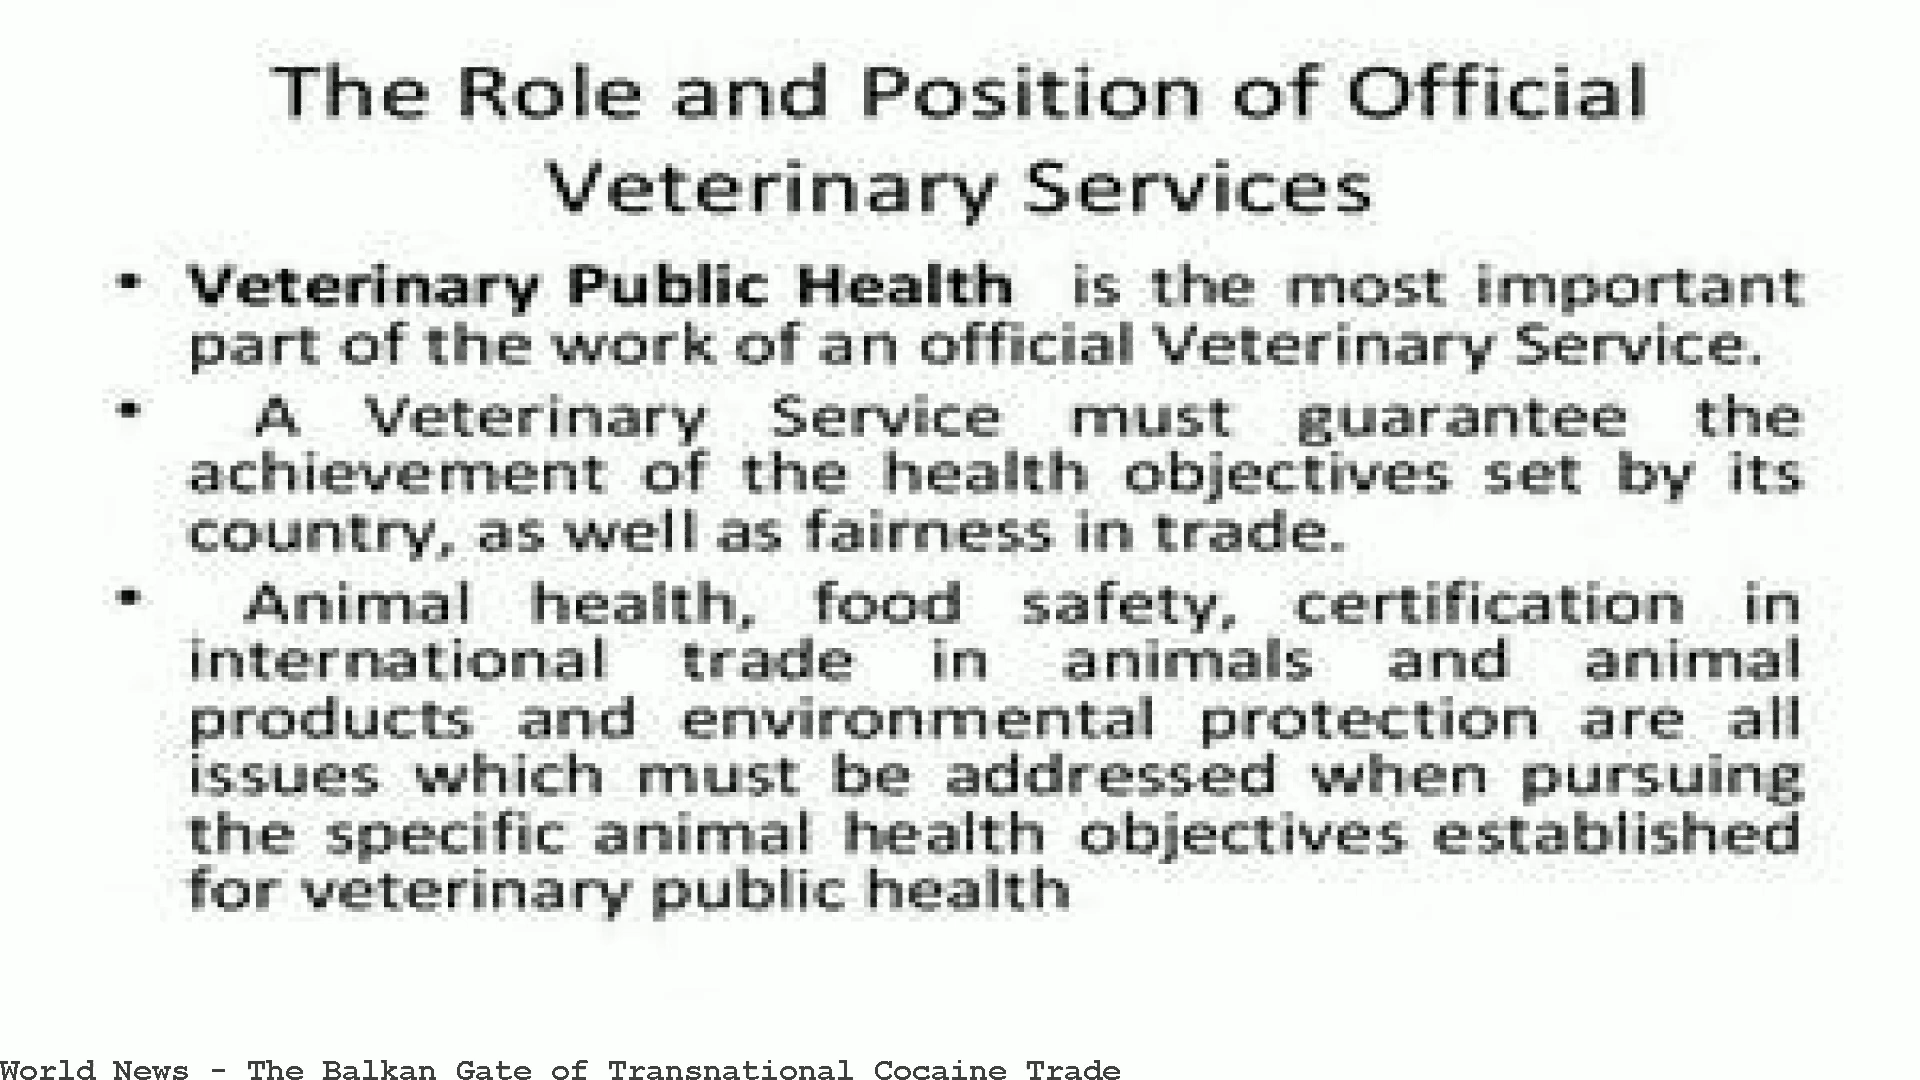 The Role and Position of Official
Veterinary Services
• Veterinary Public Health is the most important
part of the work of an official Veterinary Service.
• A Veterinary Service must guarantee the
achievement of the health objectives set by its
country, as well as fairness in trade.
• Animal health, food safety, certification in
international trade in animals and animal
products and environmental protection are all
issues which must be addressed when pursuing
the specific animal health objectives established
for veterinary public health
World News - The Balkan Gate of Transnational Cocaine Trade